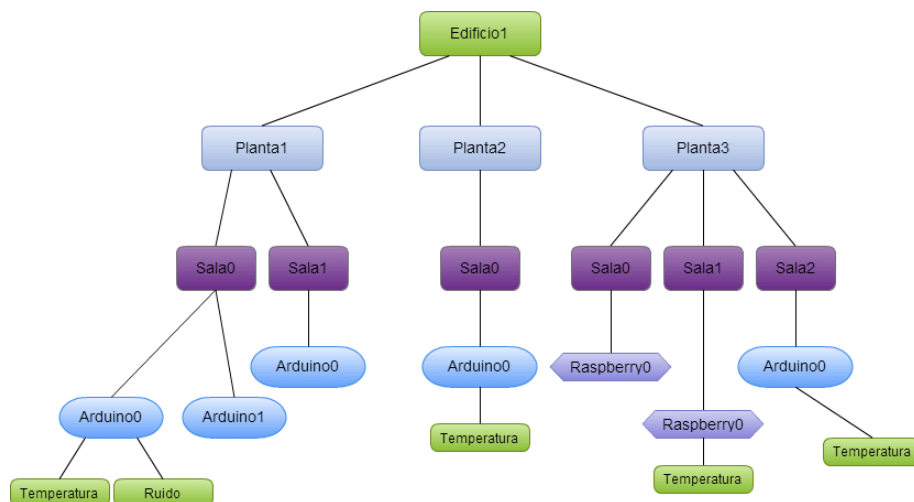 Edificio1
Planta1
Planta2
Planta3
Sala0
Sala1
Sala0
Sala0
Sala1
Sala2
Arduino0
Arduino0
Raspberry0
Arduino0
Arduino0
Arduino1
Raspberry0
Temperatura
Temperatura
Temperatura
Ruido
Temperatura